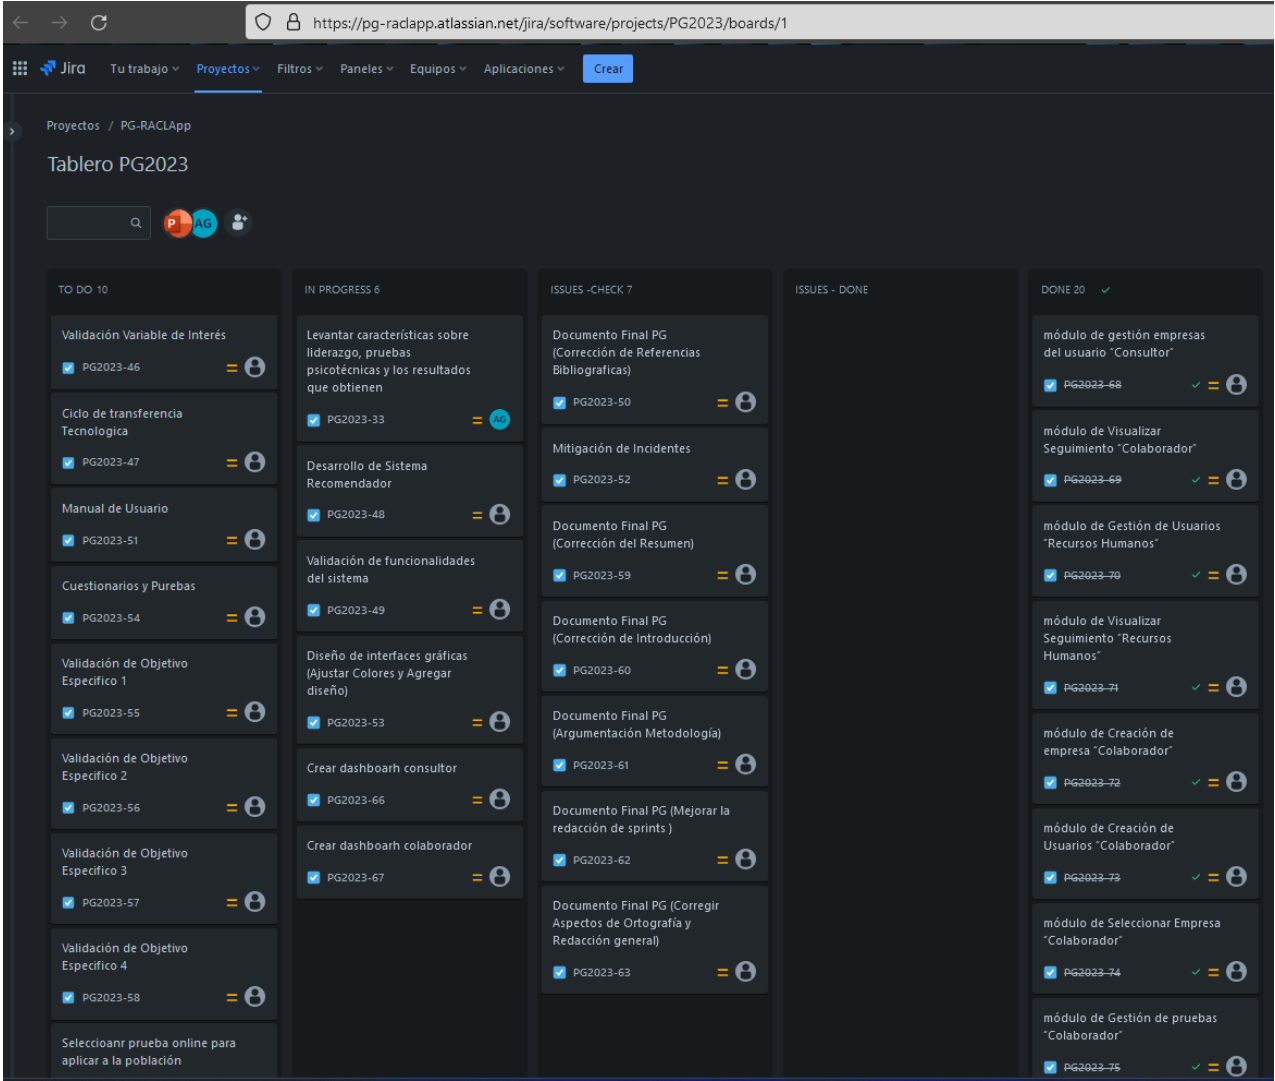 https://pg-raclapp.atlassian.net/jira/software/projects/PG2023/boards/1
Jira Tu trabajo Proyectos Filtros Paneles Equipos Aplicaciones Crear
Proyectos / PG-RACLApp
Tablero PG2023
P AG
TO DO 10
Validación Variable de Interés
PG2023-46
Ciclo de transferencia
Tecnologica
PG2023-47
Manual de Usuario
PG2023-51
Cuestionarios y Purebas
PG2023-54
Validación de Objetivo
Especifico 1
PG2023-55
Validación de Objetivo
Especifico 2
PG2023-56
Validación de Objetivo
Especifico 3
PG2023-57
Validación de Objetivo
Especifico 4
PG2023-58
Seleccioanr prueba online para
aplicar a la población
IN PROGRESS 6
Levantar características sobre
liderazgo, pruebas
psicotécnicas y los resultados
que obtienen
PG2023-33 AG
Desarrollo de Sistema
Recomendador
PG2023-48
Validación de funcionalidades
del sistema
PG2023-49
Diseño de interfaces gráficas
(Ajustar Colores y Agregar
diseño)
PG2023-53
Crear dashboarh consultor
PG2023-66
Crear dashboarh colaborador
PG2023-67
ISSUES -CHECK 7
Documento Final PG
(Corrección de Referencias
Bibliograficas)
PG2023-50
Mitigación de Incidentes
PG2023-52
Documento Final PG
(Corrección del Resumen)
PG2023-59
Documento Final PG
(Corrección de Introducción)
PG2023-60
Documento Final PG
(Argumentación Metodología)
PG2023-61
Documento Final PG (Mejorar la
redacción de sprints )
PG2023-62
Documento Final PG (Corregir
Aspectos de Ortografía y
Redacción general)
PG2023-63
ISSUES - DONE
DONE 20
módulo de gestión empresas
del usuario “Consultor”
PG2023-68
módulo de Visualizar
Seguimiento “Colaborador”
PG2023-69
módulo de Gestión de Usuarios
“Recursos Humanos”
PG2023-70
módulo de Visualizar
Seguimiento “Recursos
Humanos”
PG2023-71
módulo de Creación de
empresa “Colaborador”
PG2023-72
módulo de Creación de
Usuarios “Colaborador”
PG2023-73
módulo de Seleccionar Empresa
“Colaborador”
PG2023-74
módulo de Gestión de pruebas
“Colaborador”
PG2023-75